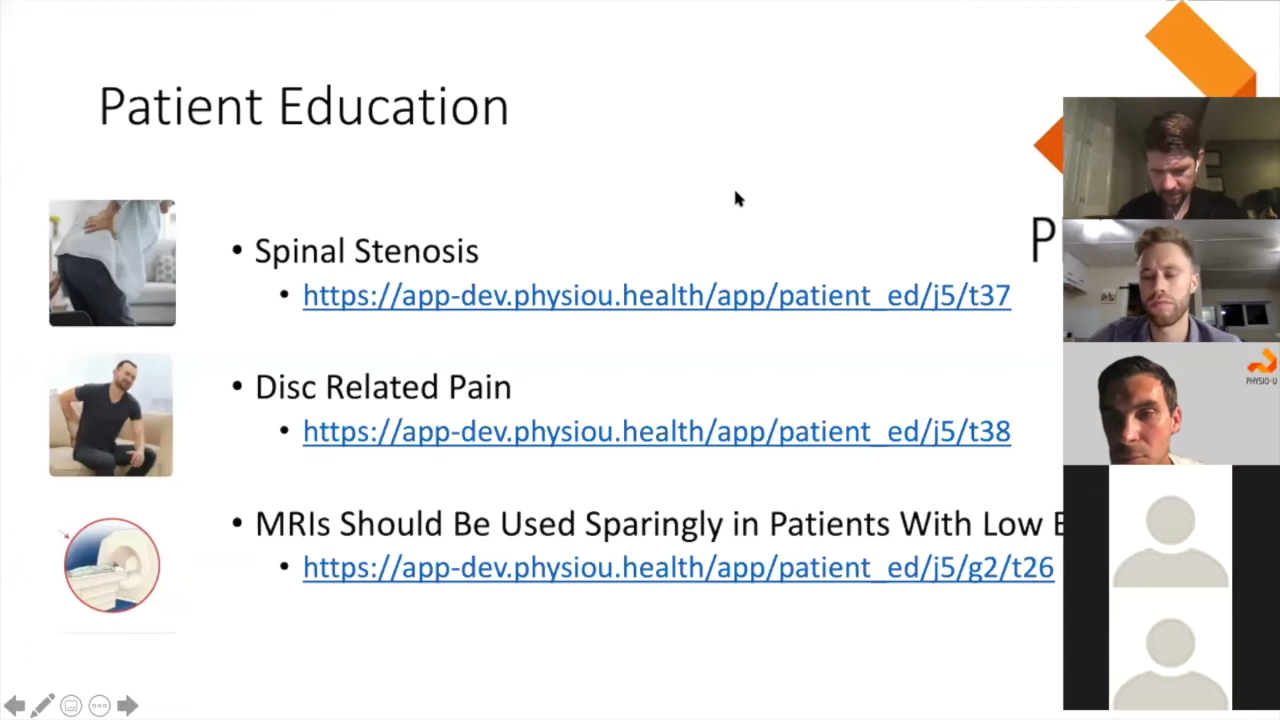 Patient Education
• Spinal Stenosis
• https://app-dev.physiou.health/app/patient_ed/j5/t37
• Disc Related Pain
• https://app-dev.physiou.health/app/patient_ed/j5/t38
• MRIs Should Be Used Sparingly in Patients With Low
• https://app-dev.physiou.health/app/patient_ed/j5/g2/t26
P
PHYSIO-U